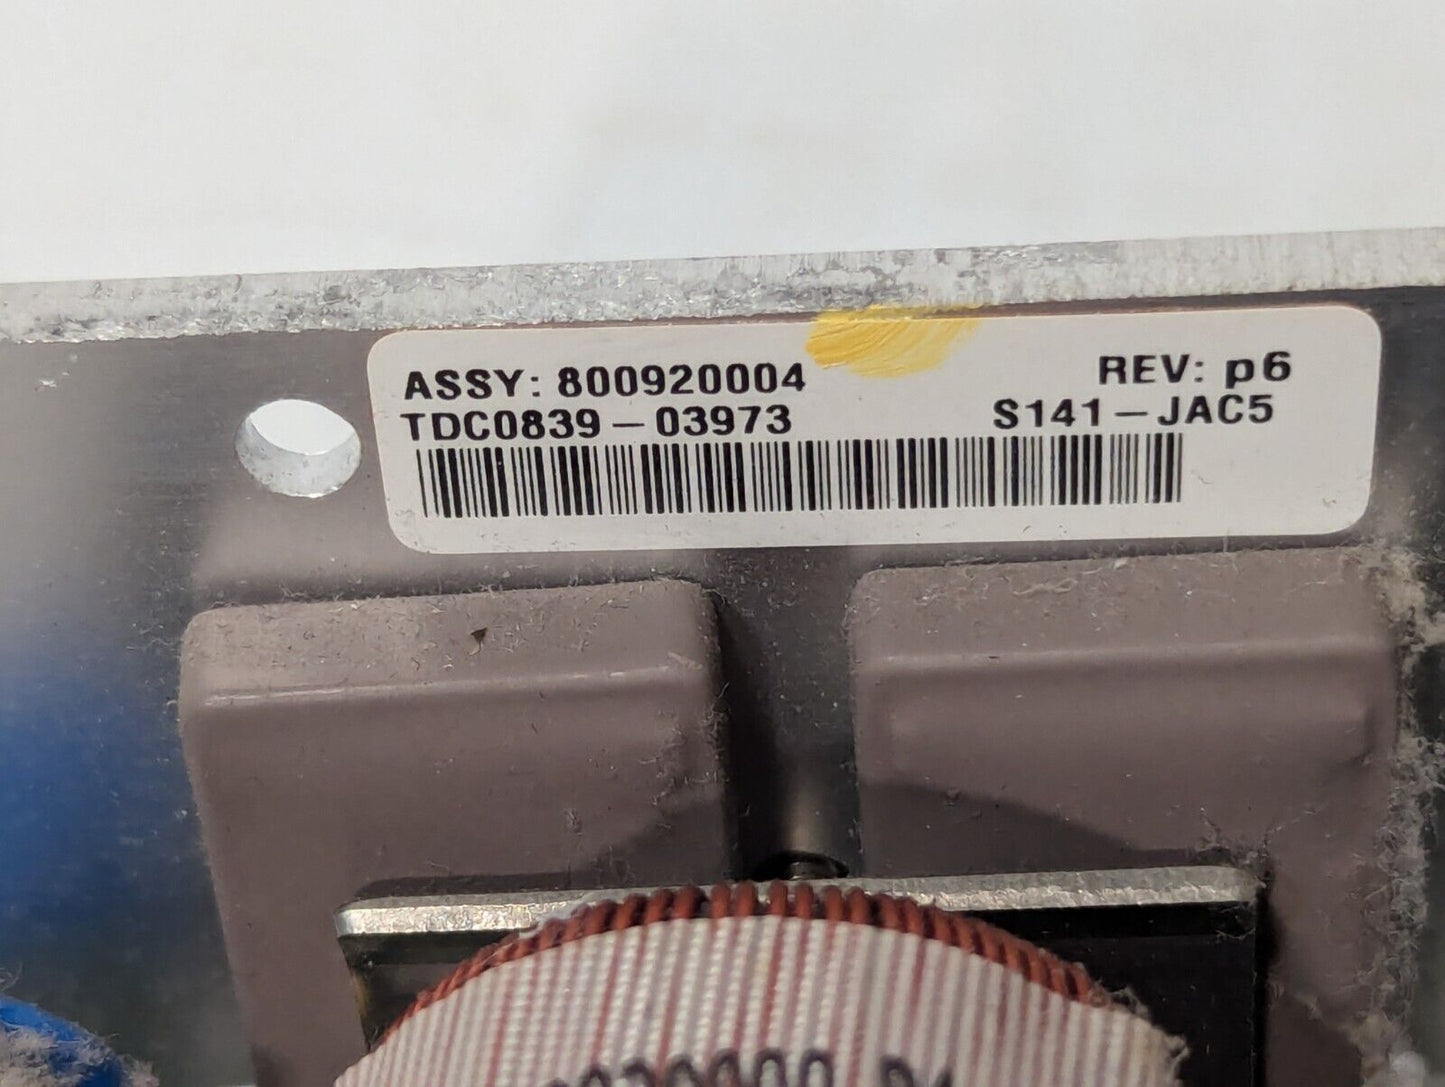 ASSY: 800920004 REV: p6
TDC0839-03973 S141-JAC5